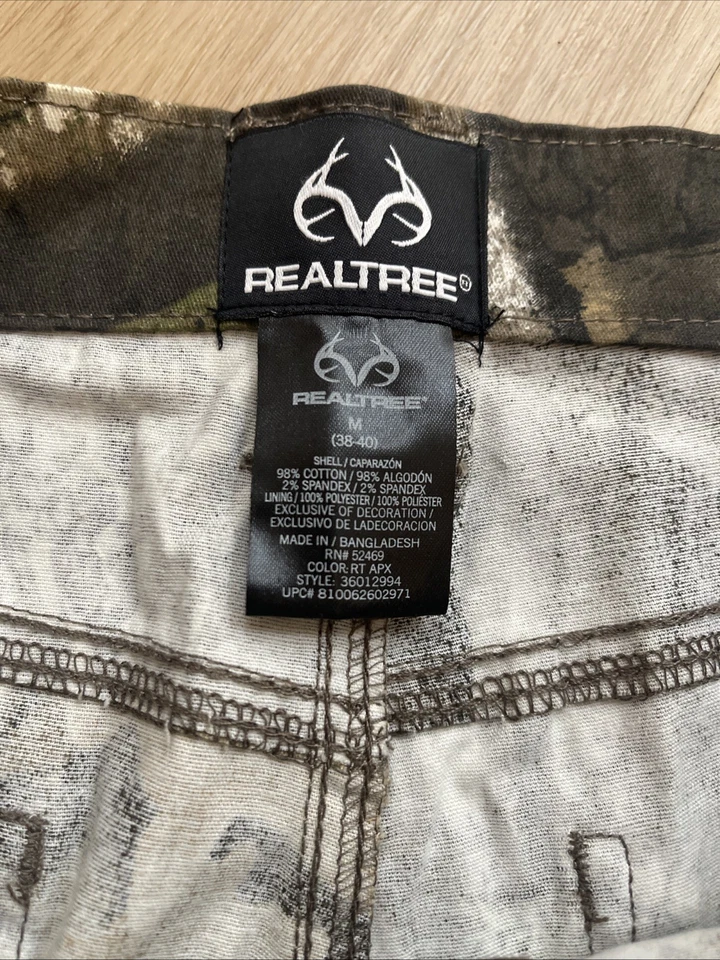 REALTREE®
REALTREE®
M
(38-40)
SHELL / CAPARAZÓN
98% COTTON / 98% ALGODÓN
2% SPANDEX / 2% SPANDEX
LINING / 100% POLYESTER / 100% POLIÉSTER
EXCLUSIVE OF DECORATION /
EXCLUSIVO DE LADECORACION
MADE IN / BANGLADESH
RN# 52469
COLOR: RT APX
STYLE: 36012994
UPC# 810062602971